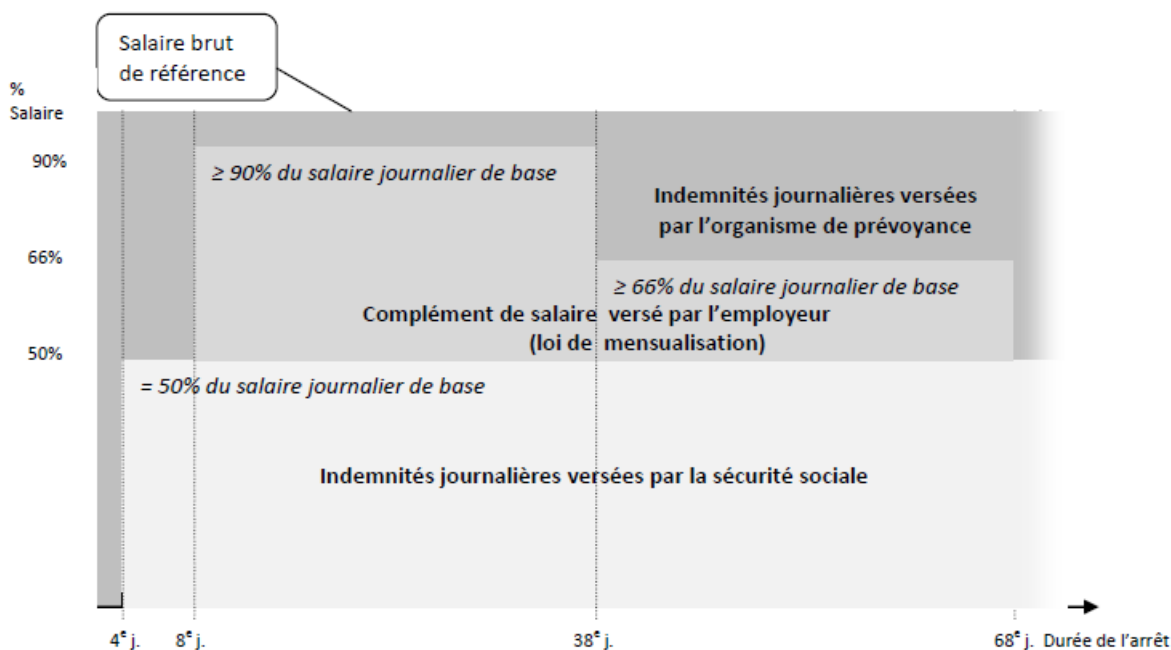 Salaire brut
de référence
%
Salaire
90%
≥ 90% du salaire journalier de base
Indemnités journalières versées
par l'organisme de prévoyance
66%
≥ 66% du salaire journalier de base
Complément de salaire versé par l'employeur
(loi de mensualisation)
50%
= 50% du salaire journalier de base
Indemnités journalières versées par la sécurité sociale
4e j. 8e j. 38e j. 68e j. Durée de l'arrêt